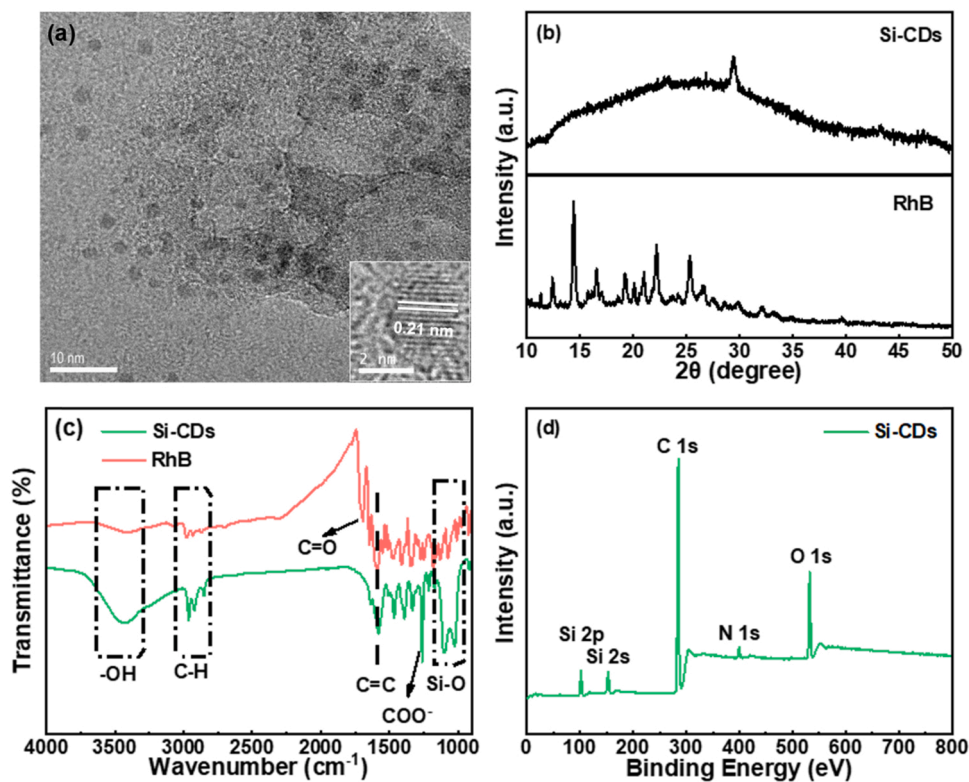 (a)
0.21 nm
10 nm
2 nm
(b)
Si-CDs
RhB
Intensity (a.u.)
10 15 20 25 30 35 40 45 50
2θ (degree)
(c)
Si-CDs
RhB
C=O
-OH
C-H
C=C
COO⁻
Si-O
Transmittance (%)
4000 3500 3000 2500 2000 1500 1000
Wavenumber (cm⁻¹)
(d)
Si-CDs
C 1s
O 1s
N 1s
Si 2p
Si 2s
Intensity (a.u.)
0 100 200 300 400 500 600 700 800
Binding Energy (eV)